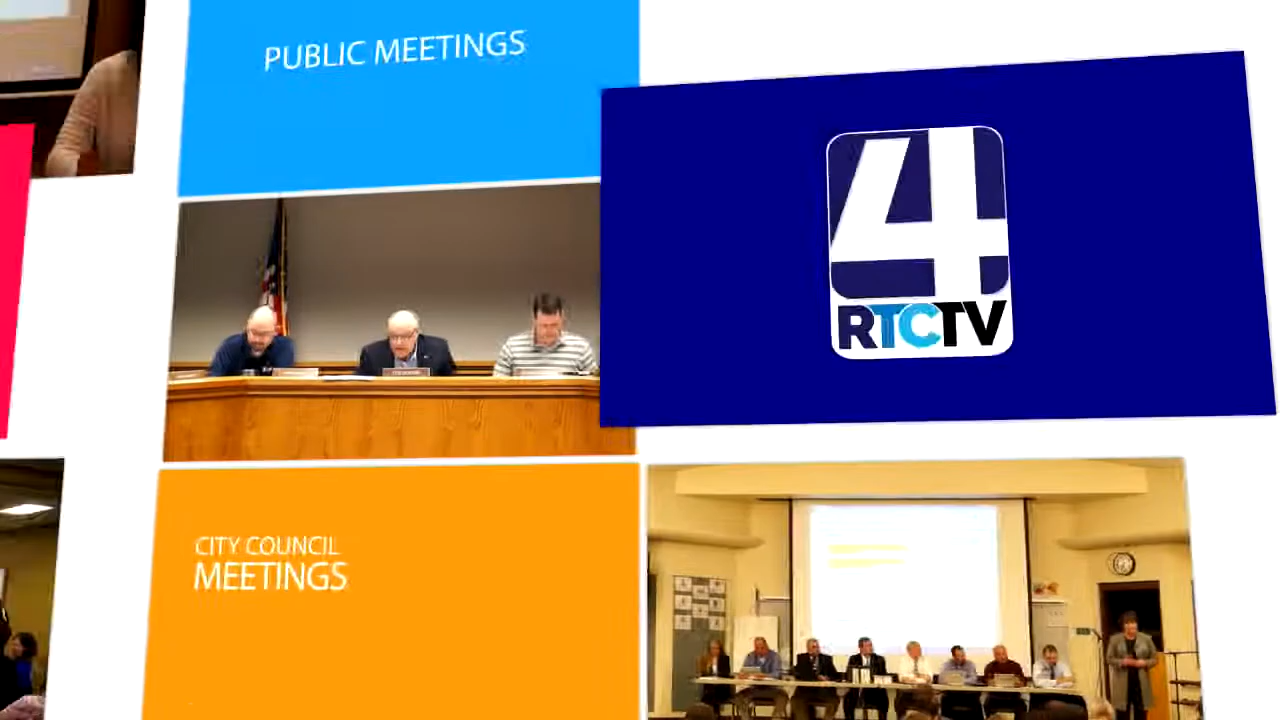 PUBLIC MEETINGS
4
RTCTV
CITY COUNCIL
MEETINGS